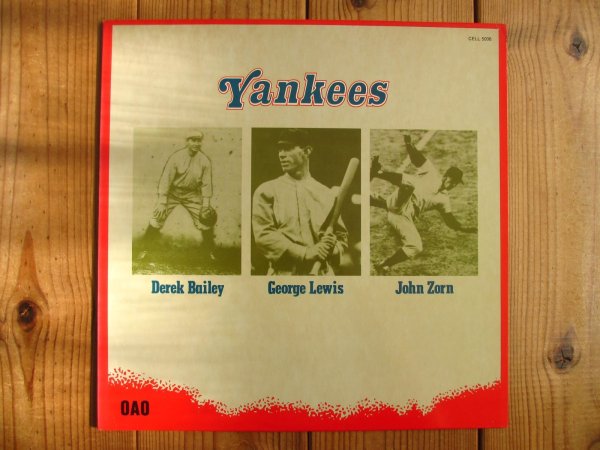 CELL 5006
Yankees
Derek Bailey George Lewis John Zorn
OAO